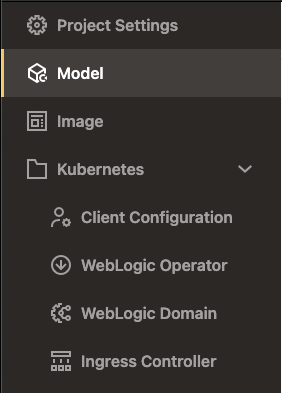 Project Settings
Model
Image
Kubernetes
Client Configuration
WebLogic Operator
WebLogic Domain
Ingress Controller